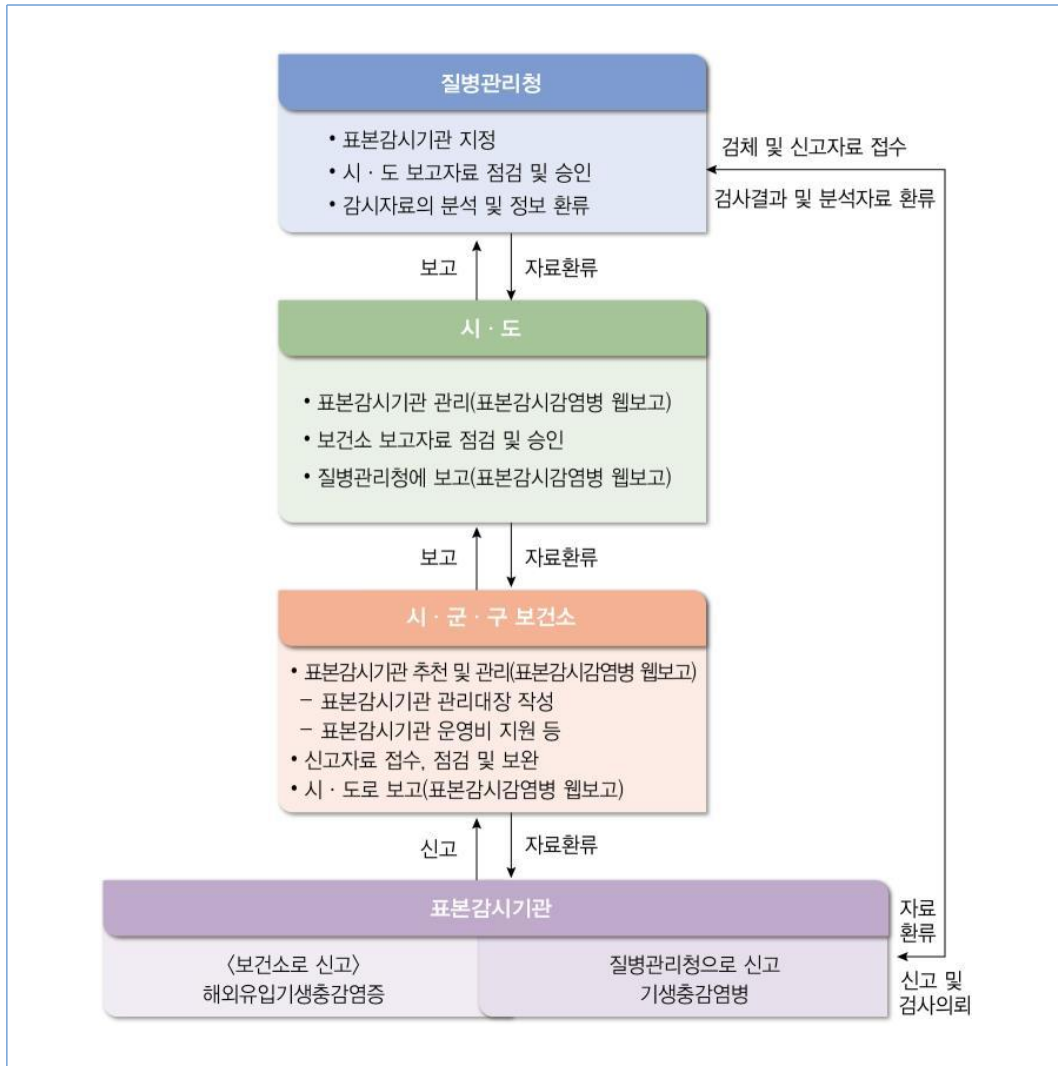 질병관리청
• 표본감시기관 지정
• 시 · 도 보고자료 점검 및 승인
• 감시자료의 분석 및 정보 환류
검체 및 신고자료 접수
검사결과 및 분석자료 환류
보고
자료환류
시 · 도
• 표본감시기관 관리(표본감시감염병 웹보고)
• 보건소 보고자료 점검 및 승인
• 질병관리청에 보고(표본감시감염병 웹보고)
보고
자료환류
시 · 군 · 구 보건소
• 표본감시기관 추천 및 관리(표본감시감염병 웹보고)
– 표본감시기관 관리대장 작성
– 표본감시기관 운영비 지원 등
• 신고자료 접수, 점검 및 보완
• 시 · 도로 보고(표본감시감염병 웹보고)
신고
자료환류
표본감시기관
〈보건소로 신고〉
해외유입기생충감염증
질병관리청으로 신고
기생충감염병
자료
환류
신고 및
검사의뢰